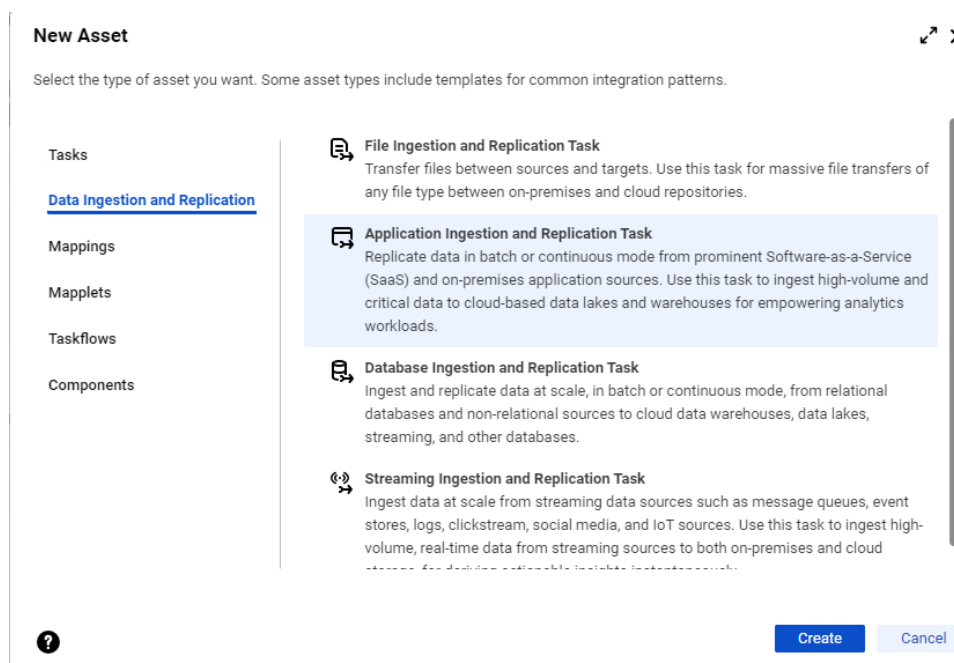 New Asset
Select the type of asset you want. Some asset types include templates for common integration patterns.
Tasks
Data Ingestion and Replication
Mappings
Mapplets
Taskflows
Components
File Ingestion and Replication Task
Transfer files between sources and targets. Use this task for massive file transfers of
any file type between on-premises and cloud repositories.
Application Ingestion and Replication Task
Replicate data in batch or continuous mode from prominent Software-as-a-Service
(SaaS) and on-premises application sources. Use this task to ingest high-volume and
critical data to cloud-based data lakes and warehouses for empowering analytics
workloads.
Database Ingestion and Replication Task
Ingest and replicate data at scale, in batch or continuous mode, from relational
databases and non-relational sources to cloud data warehouses, data lakes,
streaming, and other databases.
Streaming Ingestion and Replication Task
Ingest data at scale from streaming data sources such as message queues, event
stores, logs, clickstream, social media, and IoT sources. Use this task to ingest high-
volume, real-time data from streaming sources to both on-premises and cloud
storage, for deriving actionable insights instantaneously.
?
Create
Cancel